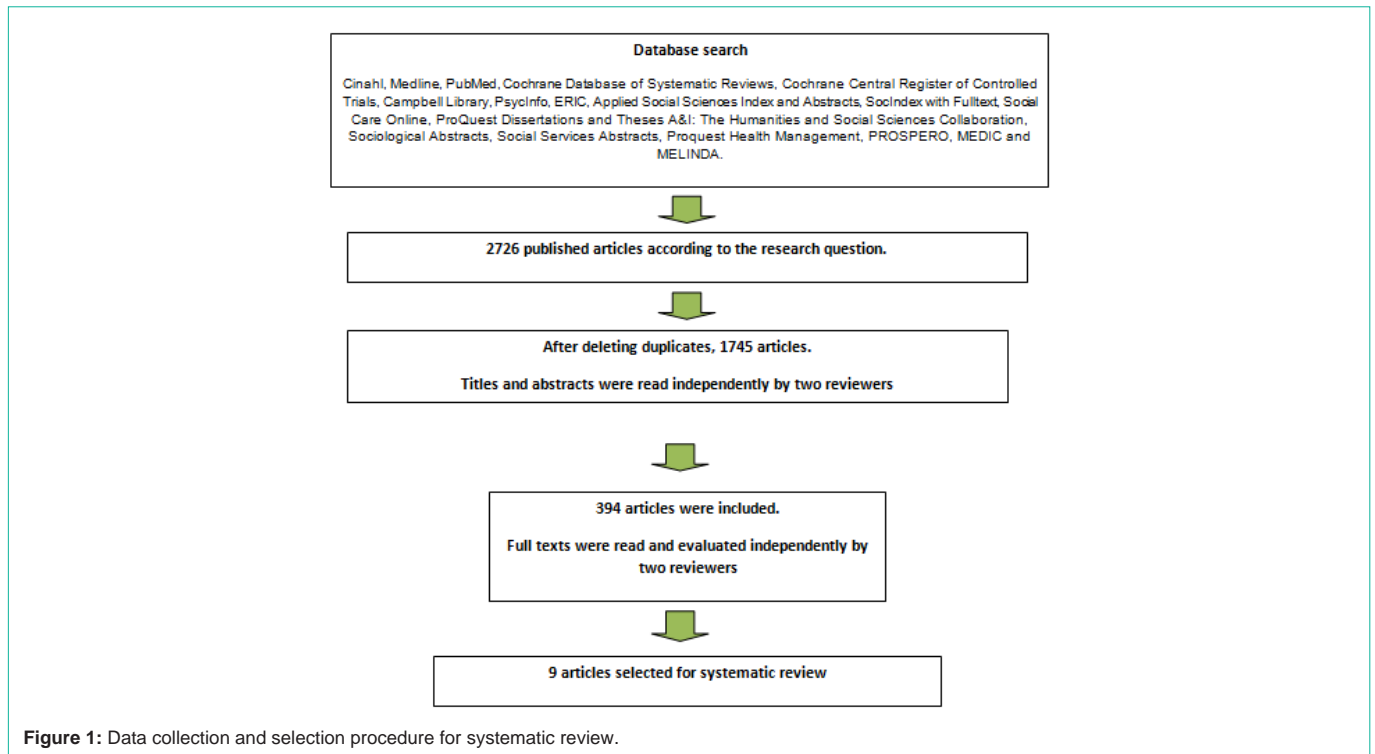 Database search
Cinahl, Medline, PubMed, Cochrane Database of Systematic Reviews, Cochrane Central Register of Controlled
Trials, Campbell Library, PsycInfo, ERIC, Applied Social Sciences Index and Abstracts, SocIndex with Fulltext, Social
Care Online, ProQuest Dissertations and Theses A&I: The Humanities and Social Sciences Collaboration,
Sociological Abstracts, Social Services Abstracts, Proquest Health Management, PROSPERO, MEDIC and
MELINDA.
2726 published articles according to the research question.
After deleting duplicates, 1745 articles.
Titles and abstracts were read independently by two reviewers
394 articles were included.
Full texts were read and evaluated independently by
two reviewers
9 articles selected for systematic review
Figure 1: Data collection and selection procedure for systematic review.